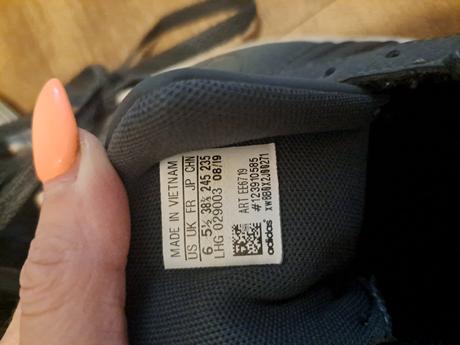 MADE IN VIETNAM
US UK FR JP CHN
6 5½ 38⅔ 245 235
LHG 029003 08/19
ART EE6719
#123910585
adidas